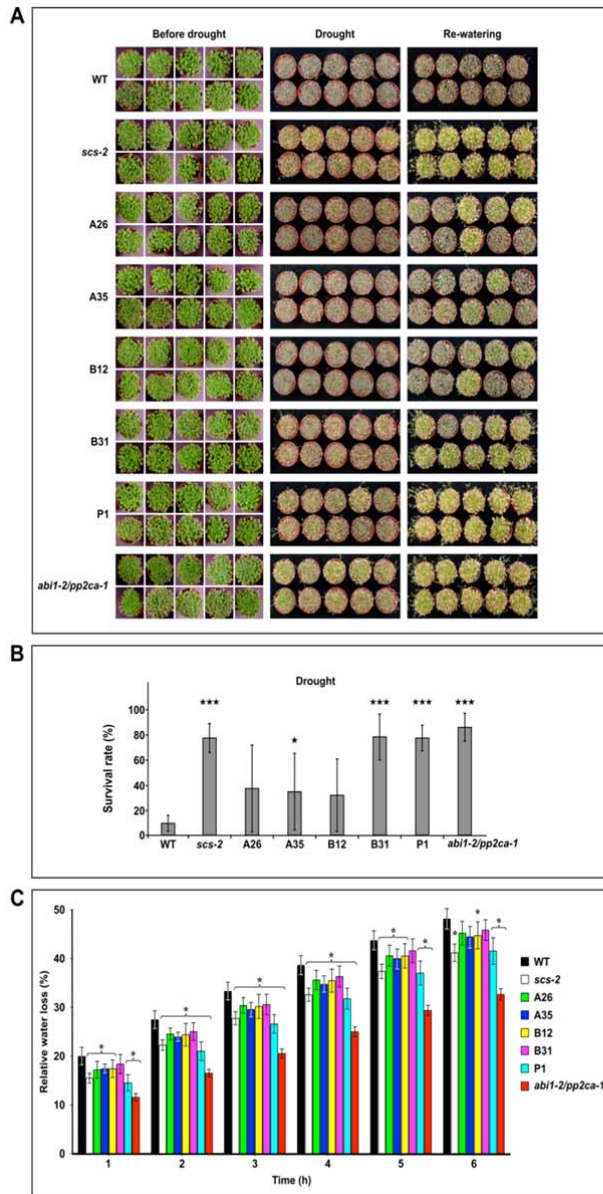 A
Before drought Drought Re-watering
WT
scs-2
A26
A35
B12
B31
P1
abi1-2/pp2ca-1
B
Drought
Survival rate (%)
100
80
60
40
20
0
★★★ ★ ★★★ ★★★ ★★★
WT scs-2 A26 A35 B12 B31 P1 abi1-2/pp2ca-1
C
Relative water loss (%)
50
40
30
20
10
0
* * * * * * * * * * *
1 2 3 4 5 6
Time (h)
WT
scs-2
A26
A35
B12
B31
P1
abi1-2/pp2ca-1